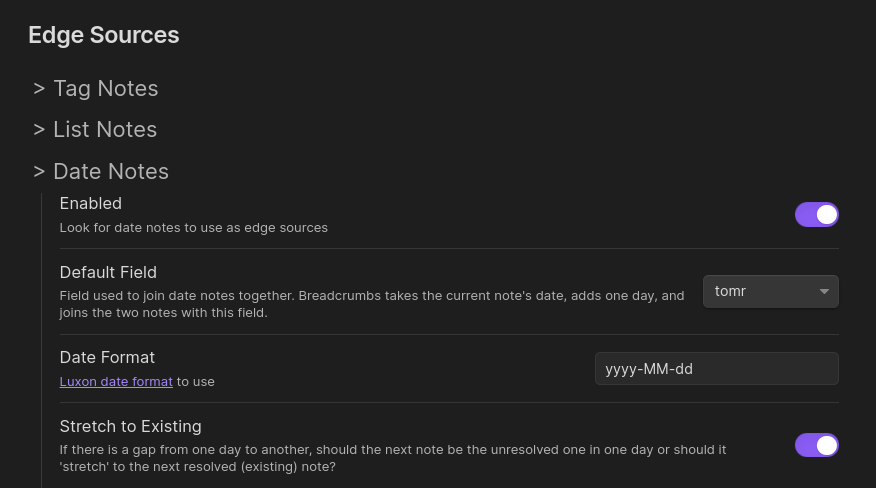 Edge Sources
> Tag Notes
> List Notes
> Date Notes
Enabled
Look for date notes to use as edge sources
Default Field
Field used to join date notes together. Breadcrumbs takes the current note's date, adds one day, and
joins the two notes with this field.
tomr
Date Format
Luxon date format to use
yyyy-MM-dd
Stretch to Existing
If there is a gap from one day to another, should the next note be the unresolved one in one day or should it
'stretch' to the next resolved (existing) note?